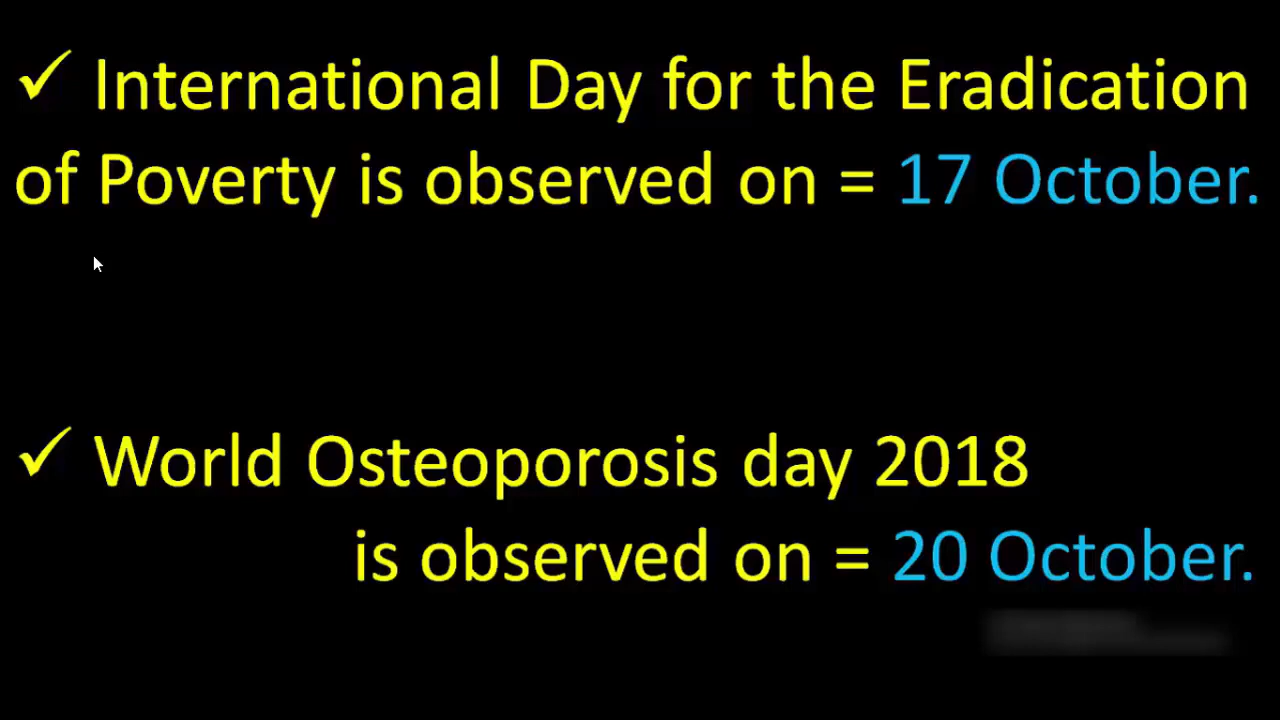 ✓ International Day for the Eradication
of Poverty is observed on = 17 October.
✓ World Osteoporosis day 2018
is observed on = 20 October.